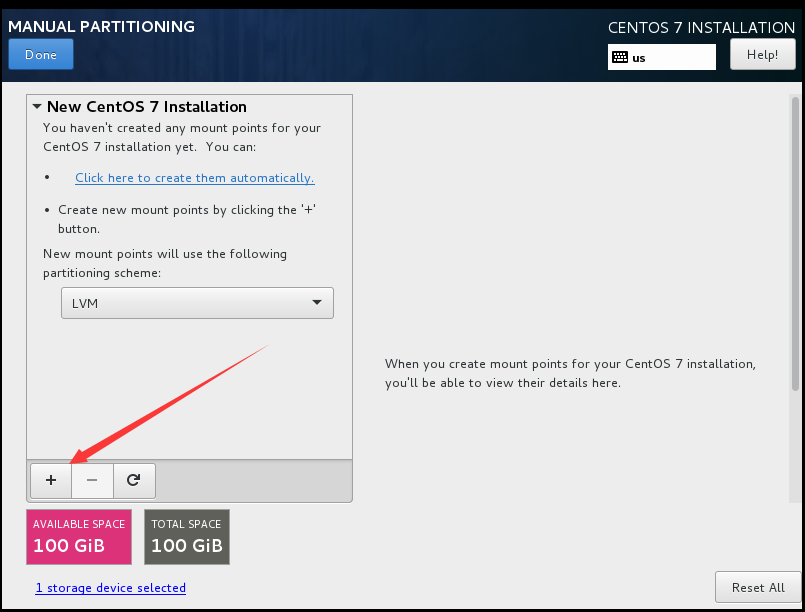 MANUAL PARTITIONING
CENTOS 7 INSTALLATION
Done
us
Help!
New CentOS 7 Installation
You haven't created any mount points for your
CentOS 7 installation yet. You can:
• Click here to create them automatically.
• Create new mount points by clicking the '+'
button.
New mount points will use the following
partitioning scheme:
LVM
When you create mount points for your CentOS 7 installation,
you'll be able to view their details here.
+ −
AVAILABLE SPACE
100 GiB
TOTAL SPACE
100 GiB
1 storage device selected
Reset All